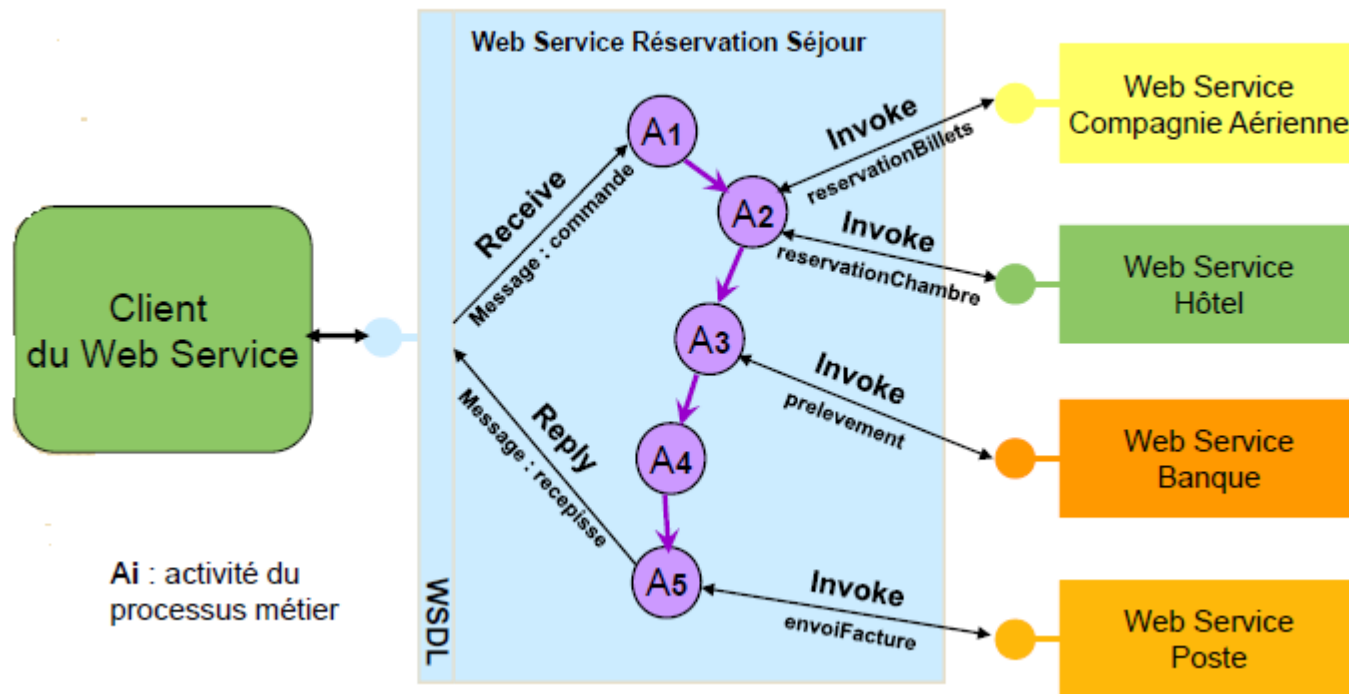 Web Service Réservation Séjour
Client
du Web Service
Ai : activité du
processus métier
WSDL
Receive
Message : commande
Reply
Message : recepisse
A1
A2
A3
A4
A5
Invoke
reservationBillets
Invoke
reservationChambre
Invoke
prelevement
Invoke
envoiFacture
Web Service
Compagnie Aérienne
Web Service
Hôtel
Web Service
Banque
Web Service
Poste